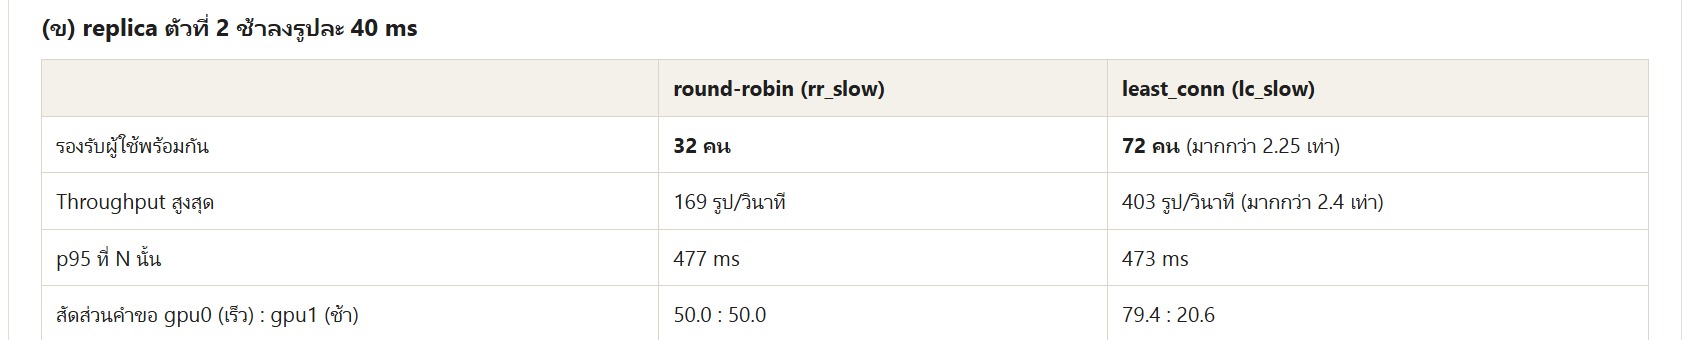 (ข) replica ตัวที่ 2 ช้าลงรูปละ 40 ms
round-robin (rr_slow) least_conn (lc_slow)
รองรับผู้ใช้พร้อมกัน 32 คน 72 คน (มากกว่า 2.25 เท่า)
Throughput สูงสุด 169 รูป/วินาที 403 รูป/วินาที (มากกว่า 2.4 เท่า)
p95 ที่ N นั้น 477 ms 473 ms
สัดส่วนคำขอ gpu0 (เร็ว) : gpu1 (ช้า) 50.0 : 50.0 79.4 : 20.6